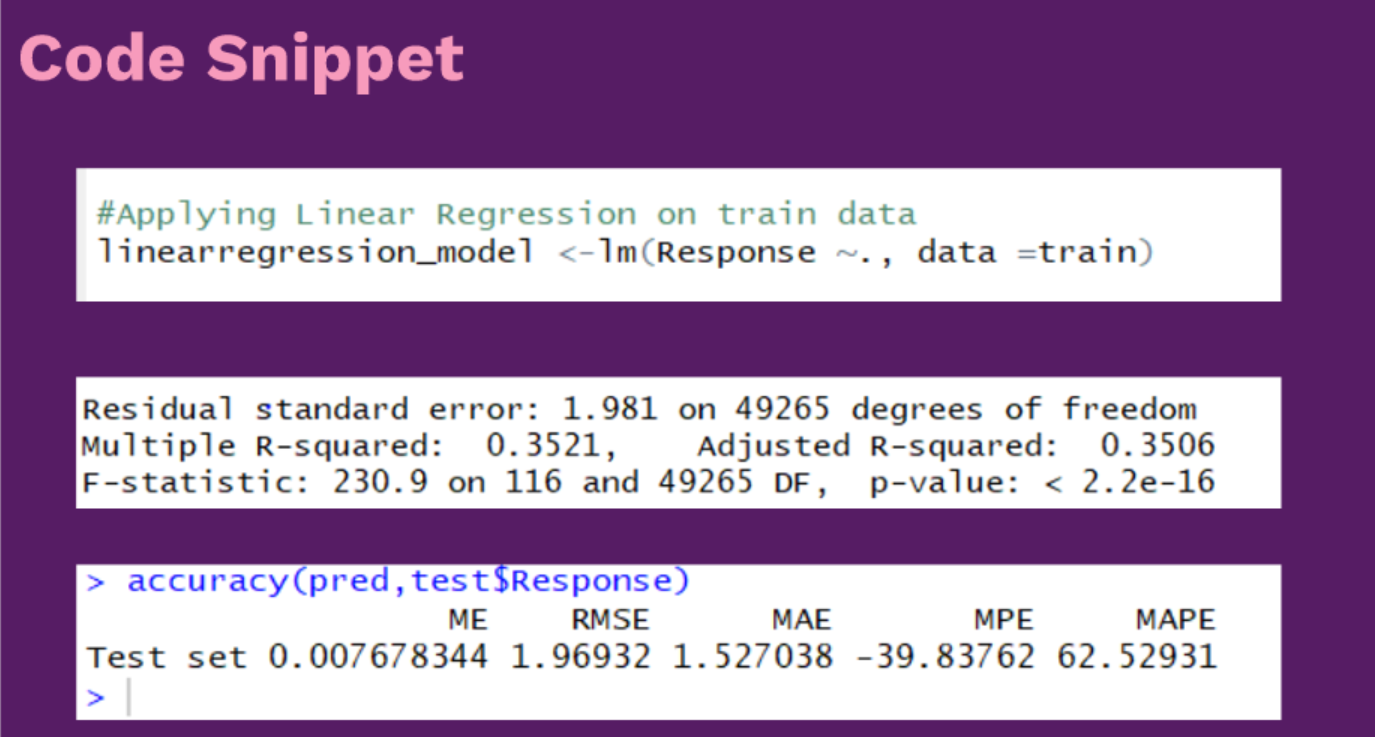 Code Snippet
#Applying Linear Regression on train data
linearregression_model <-lm(Response ~., data =train)
Residual standard error: 1.981 on 49265 degrees of freedom
Multiple R-squared:  0.3521,    Adjusted R-squared:  0.3506
F-statistic: 230.9 on 116 and 49265 DF,  p-value: < 2.2e-16
> accuracy(pred,test$Response)
ME RMSE MAE MPE MAPE
Test set 0.007678344 1.96932 1.527038 -39.83762 62.52931
>